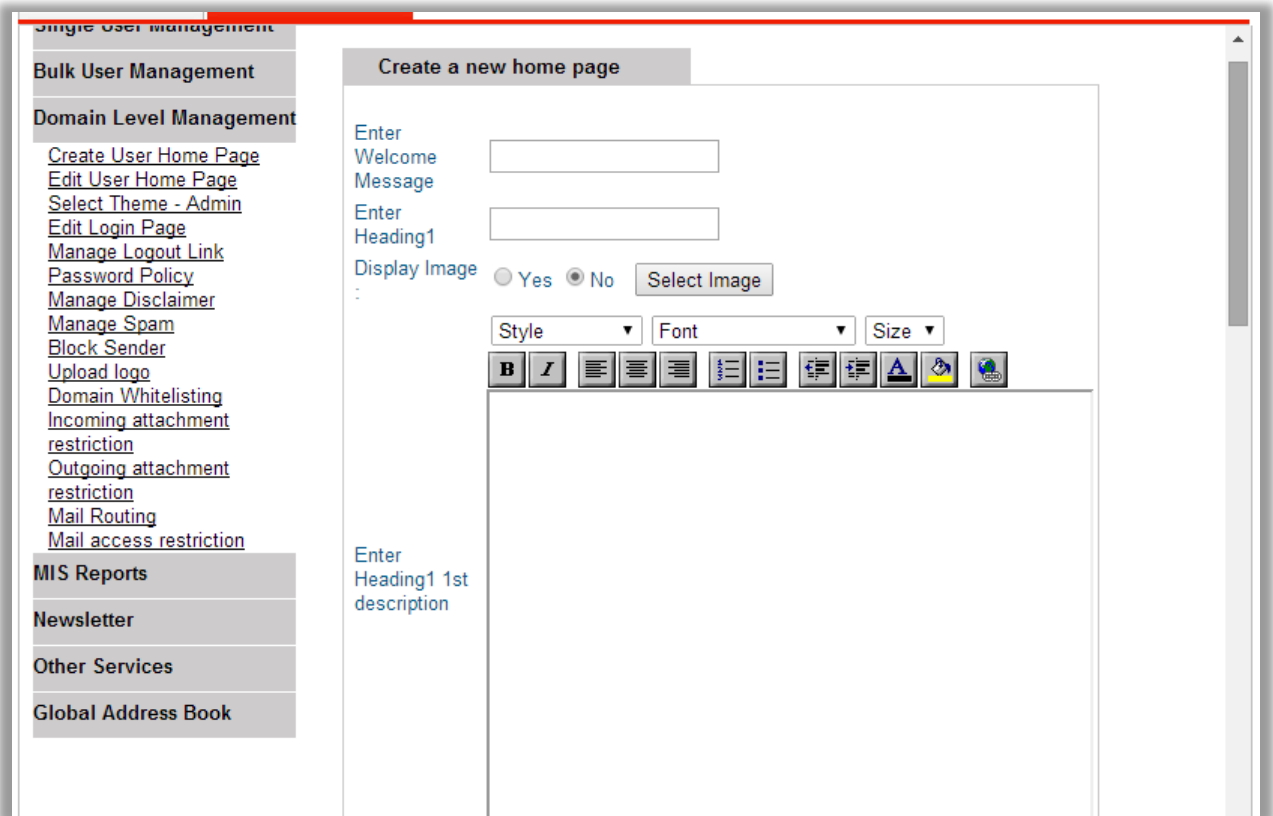 Single User Management
Bulk User Management
Domain Level Management
Create User Home Page
Edit User Home Page
Select Theme - Admin
Edit Login Page
Manage Logout Link
Password Policy
Manage Disclaimer
Manage Spam
Block Sender
Upload logo
Domain Whitelisting
Incoming attachment
restriction
Outgoing attachment
restriction
Mail Routing
Mail access restriction
MIS Reports
Newsletter
Other Services
Global Address Book
Create a new home page
Enter
Welcome
Message
Enter
Heading1
Display Image
:
Yes No Select Image
Style Font Size
B I A
Enter
Heading1 1st
description